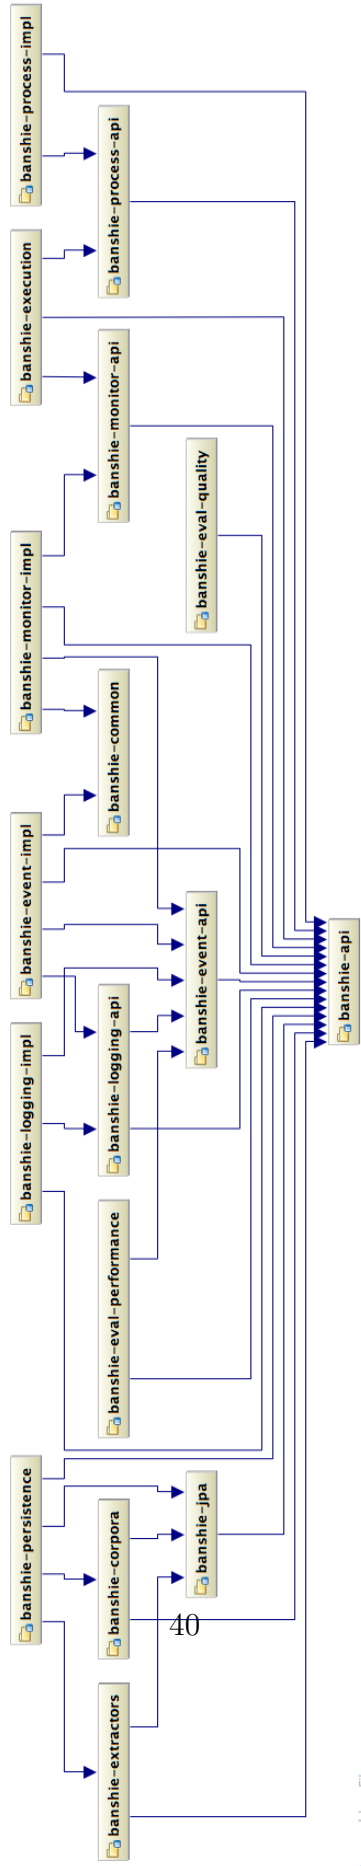 banshie-process-impl
banshie-execution
banshie-monitor-impl
banshie-event-impl
banshie-logging-impl
banshie-persistence
banshie-process-api
banshie-monitor-api
banshie-common
banshie-logging-api
banshie-eval-performance
banshie-corpora
banshie-extractors
banshie-eval-quality
banshie-event-api
banshie-jpa
banshie-api
40